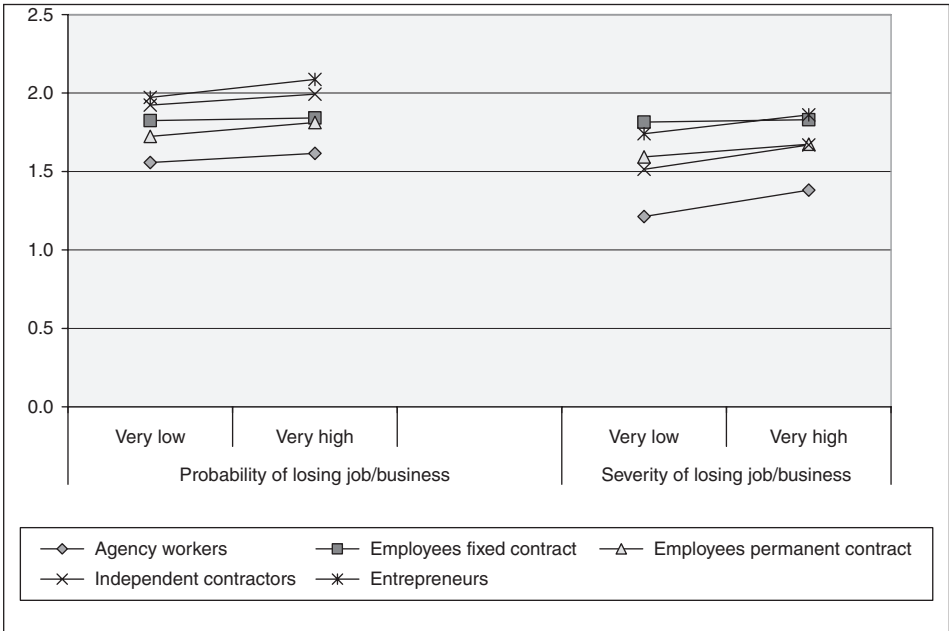 2.5
2.0
1.5
1.0
0.5
0.0
Very low Very high Very low Very high
Probability of losing job/business Severity of losing job/business
Agency workers Employees fixed contract Employees permanent contract
Independent contractors Entrepreneurs